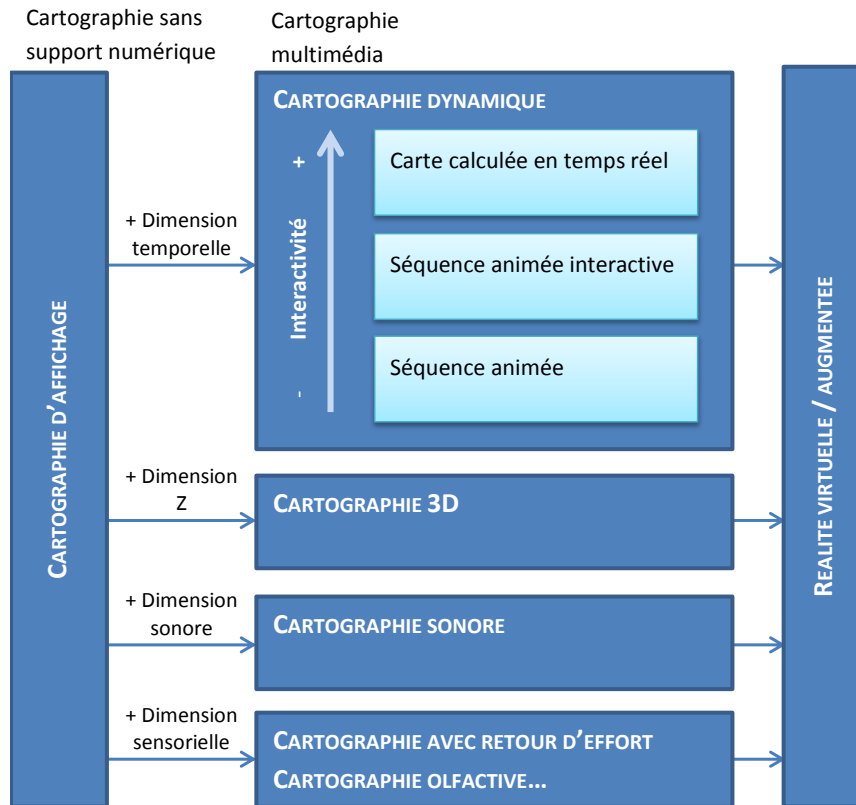 Cartographie sans
support numérique
Cartographie
multimédia
CARTOGRAPHIE D'AFFICHAGE
+ Dimension
temporelle
CARTOGRAPHIE DYNAMIQUE
Interactivité
+
-
Carte calculée en temps réel
Séquence animée interactive
Séquence animée
+ Dimension
Z
CARTOGRAPHIE 3D
+ Dimension
sonore
CARTOGRAPHIE SONORE
+ Dimension
sensorielle
CARTOGRAPHIE AVEC RETOUR D'EFFORT
CARTOGRAPHIE OLFACTIVE...
REALITE VIRTUELLE / AUGMENTEE